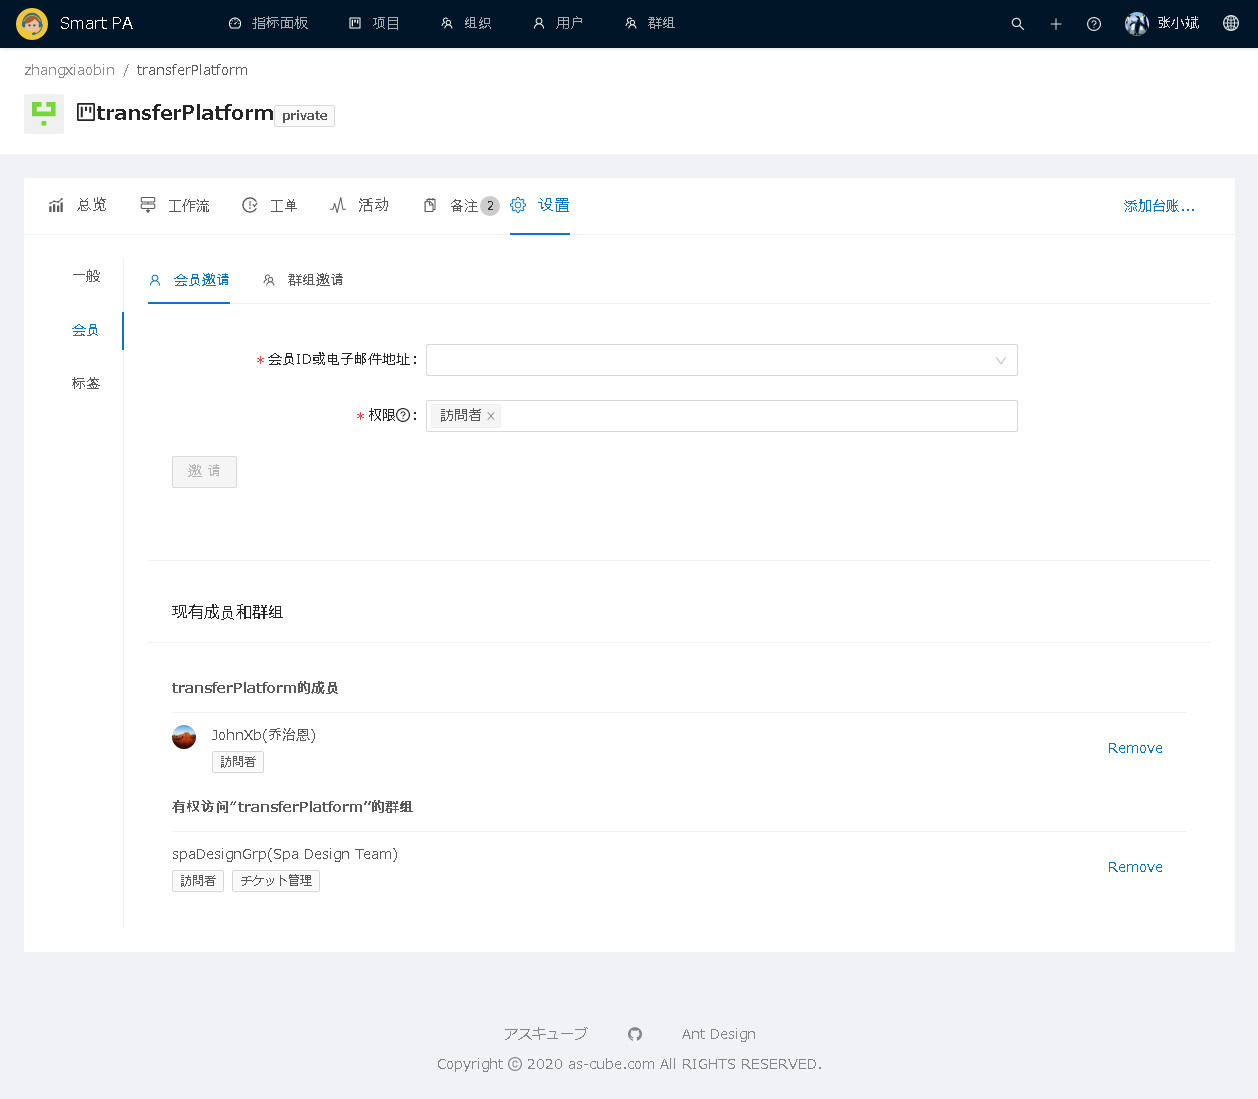 Smart PA 指标面板 项目 组织 用户 群组 张小斌
zhangxiaobin / transferPlatform
transferPlatform private
总览 工作流 工单 活动 备注 2 设置 添加台账...
一般
会员
标签
会员邀请 群组邀请
* 会员ID或电子邮件地址:
* 权限 : 訪問者
邀 请
现有成员和群组
transferPlatform的成员
JohnXb(乔治恩)
訪問者
Remove
有权访问“transferPlatform”的群组
spaDesignGrp(Spa Design Team)
訪問者 チケット管理
Remove
アスキューブ Ant Design
Copyright © 2020 as-cube.com All RIGHTS RESERVED.